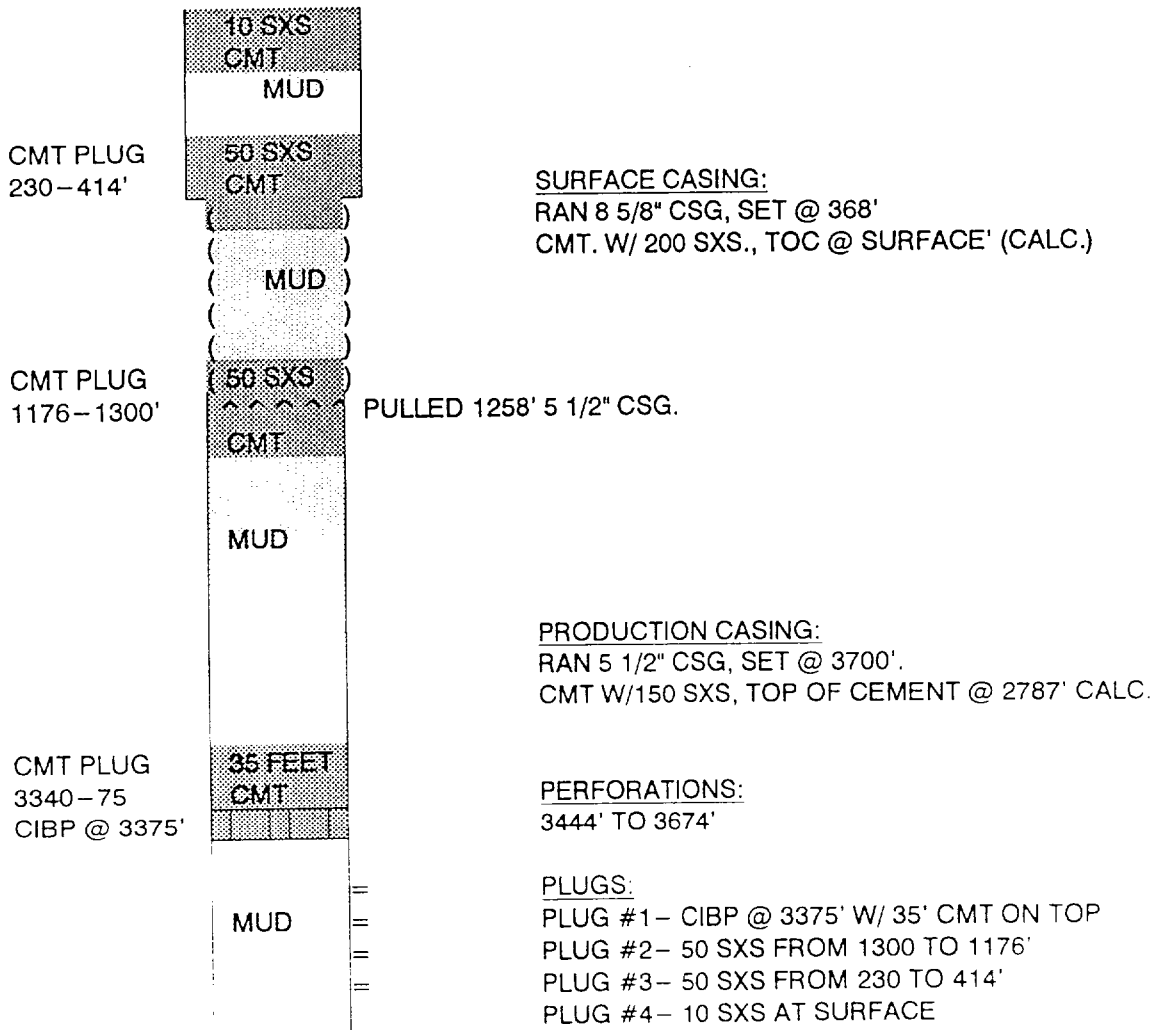 10 SXS
CMT
MUD
CMT PLUG
230-414'
50 SXS
CMT
SURFACE CASING:
RAN 8 5/8" CSG, SET @ 368'
CMT. W/ 200 SXS., TOC @ SURFACE' (CALC.)
MUD
CMT PLUG
1176-1300'
50 SXS
PULLED 1258' 5 1/2" CSG.
CMT
MUD
PRODUCTION CASING:
RAN 5 1/2" CSG, SET @ 3700'.
CMT W/150 SXS, TOP OF CEMENT @ 2787' CALC.
CMT PLUG
3340-75
CIBP @ 3375'
35 FEET
CMT
PERFORATIONS:
3444' TO 3674'
MUD
PLUGS:
PLUG #1- CIBP @ 3375' W/ 35' CMT ON TOP
PLUG #2- 50 SXS FROM 1300 TO 1176'
PLUG #3- 50 SXS FROM 230 TO 414'
PLUG #4- 10 SXS AT SURFACE